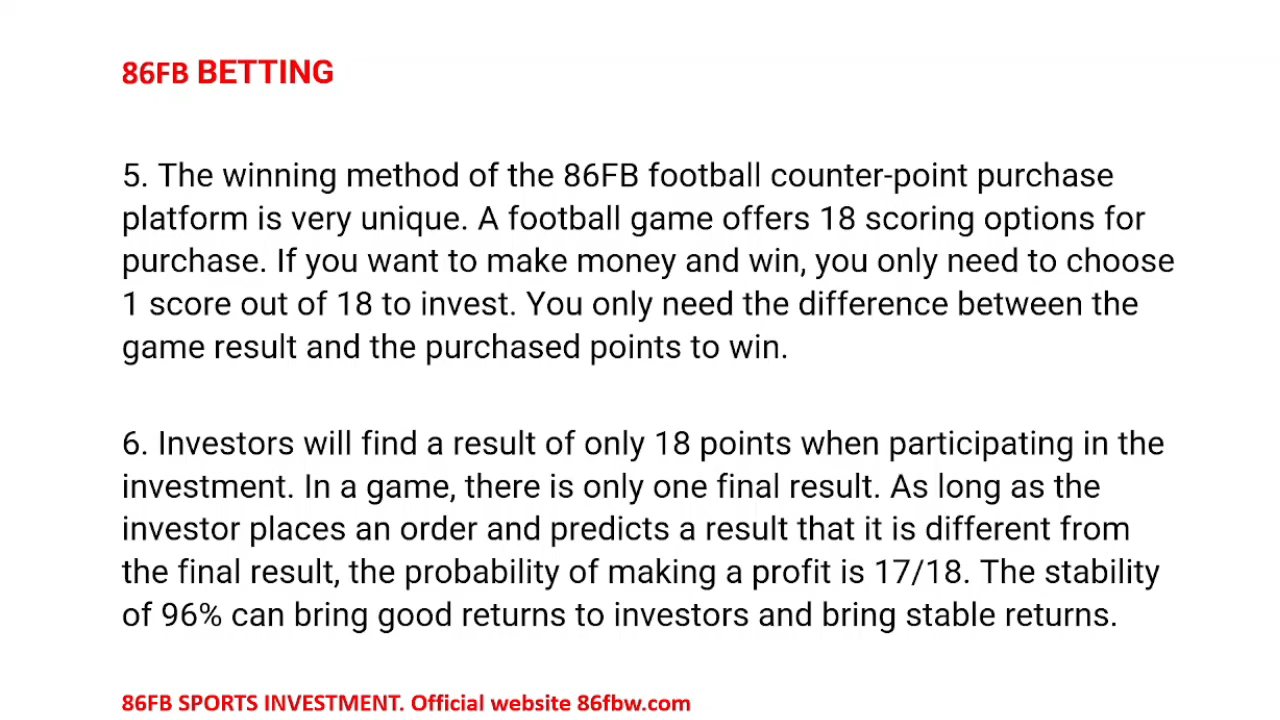 86FB BETTING
5. The winning method of the 86FB football counter-point purchase
platform is very unique. A football game offers 18 scoring options for
purchase. If you want to make money and win, you only need to choose
1 score out of 18 to invest. You only need the difference between the
game result and the purchased points to win.
6. Investors will find a result of only 18 points when participating in the
investment. In a game, there is only one final result. As long as the
investor places an order and predicts a result that it is different from
the final result, the probability of making a profit is 17/18. The stability
of 96% can bring good returns to investors and bring stable returns.
86FB SPORTS INVESTMENT. Official website 86fbw.com